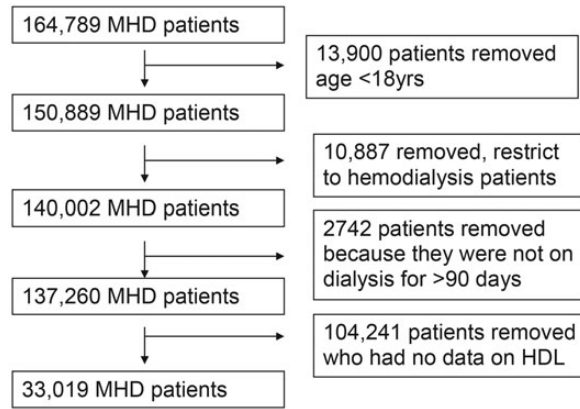 164,789 MHD patients
13,900 patients removed
age <18yrs
150,889 MHD patients
10,887 removed, restrict
to hemodialysis patients
140,002 MHD patients
2742 patients removed
because they were not on
dialysis for >90 days
137,260 MHD patients
104,241 patients removed
who had no data on HDL
33,019 MHD patients